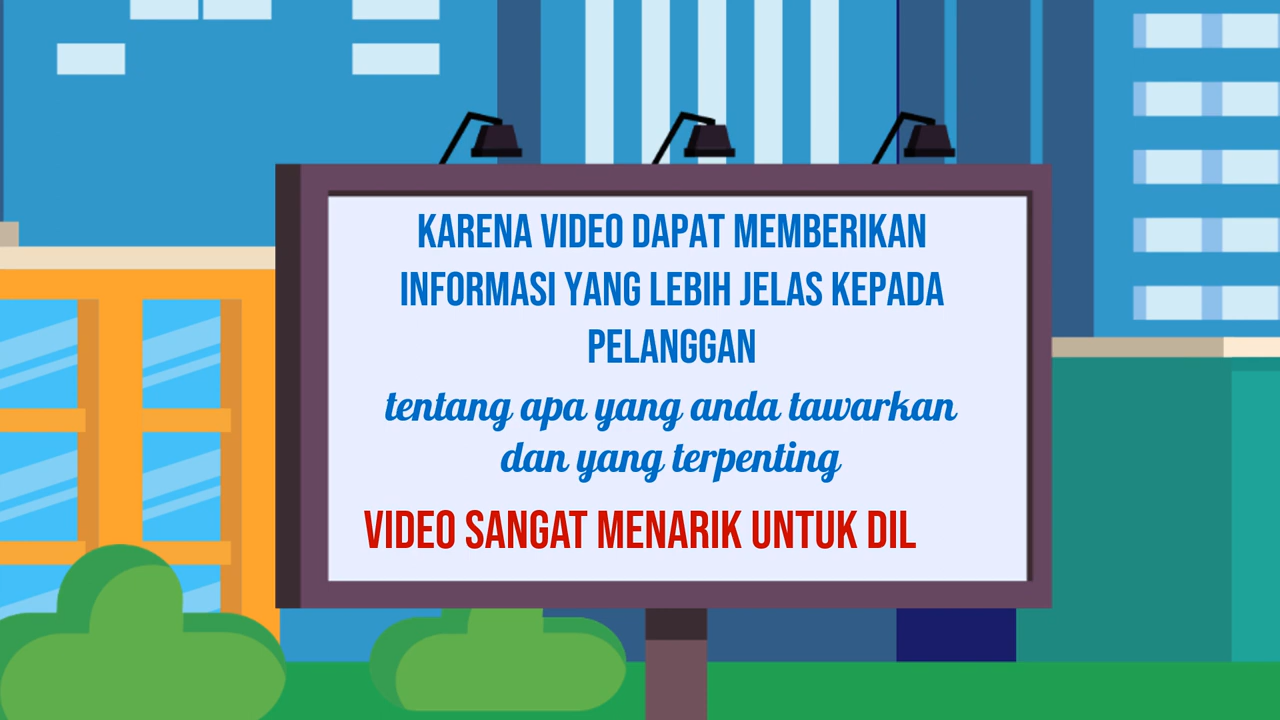 KARENA VIDEO DAPAT MEMBERIKAN
INFORMASI YANG LEBIH JELAS KEPADA
PELANGGAN
tentang apa yang anda tawarkan
dan yang terpenting
VIDEO SANGAT MENARIK UNTUK DIL